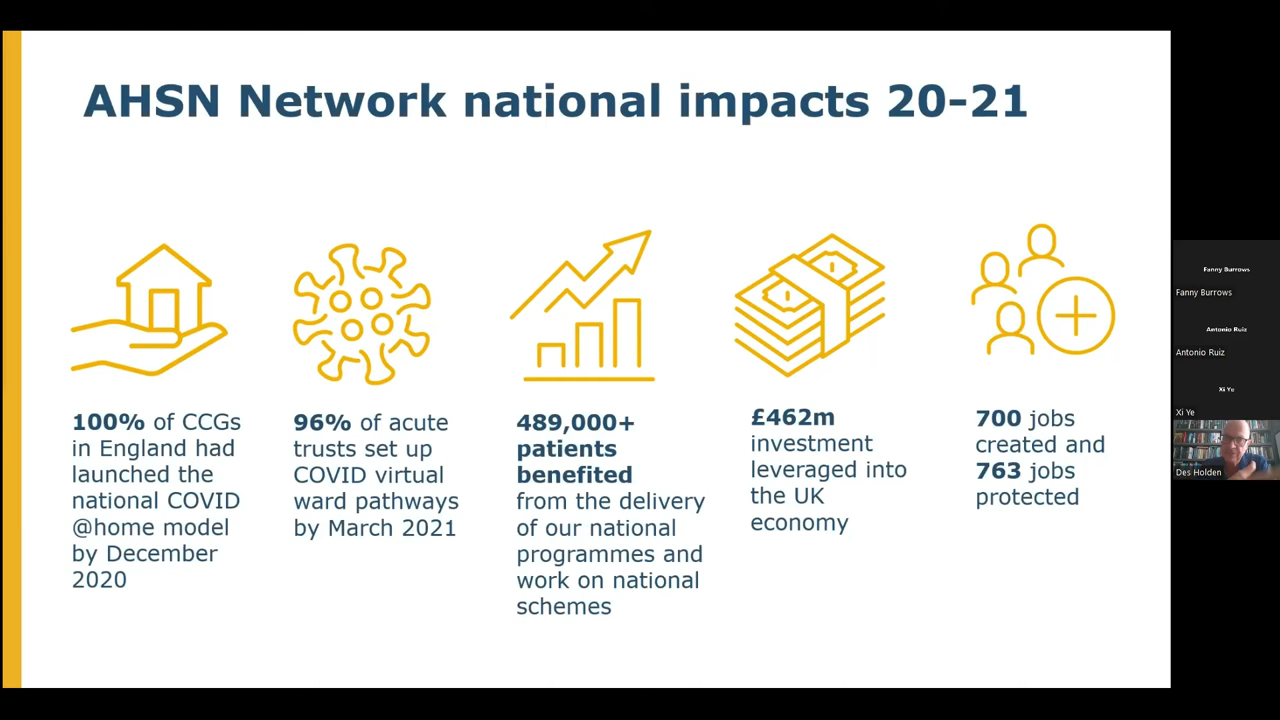 AHSN Network national impacts 20-21
100% of CCGs
in England had
launched the
national COVID
@home model
by December
2020
96% of acute
trusts set up
COVID virtual
ward pathways
by March 2021
489,000+
patients
benefited
from the delivery
of our national
programmes and
work on national
schemes
£462m
investment
leveraged into
the UK
economy
700 jobs
created and
763 jobs
protected
Fanny Burrows
Fanny Burrows
Antonio Ruiz
Antonio Ruiz
Xi Ye
Xi Ye
Des Holden